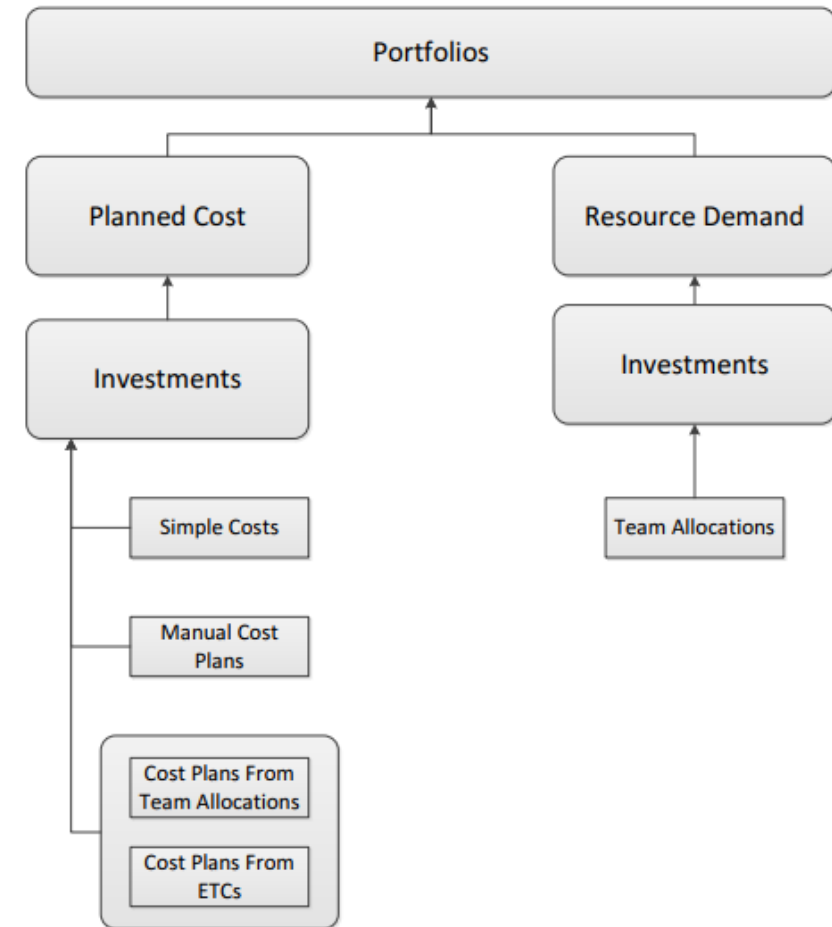 Portfolios
Planned Cost
Resource Demand
Investments
Investments
Simple Costs
Team Allocations
Manual Cost
Plans
Cost Plans From
Team Allocations
Cost Plans From
ETCs